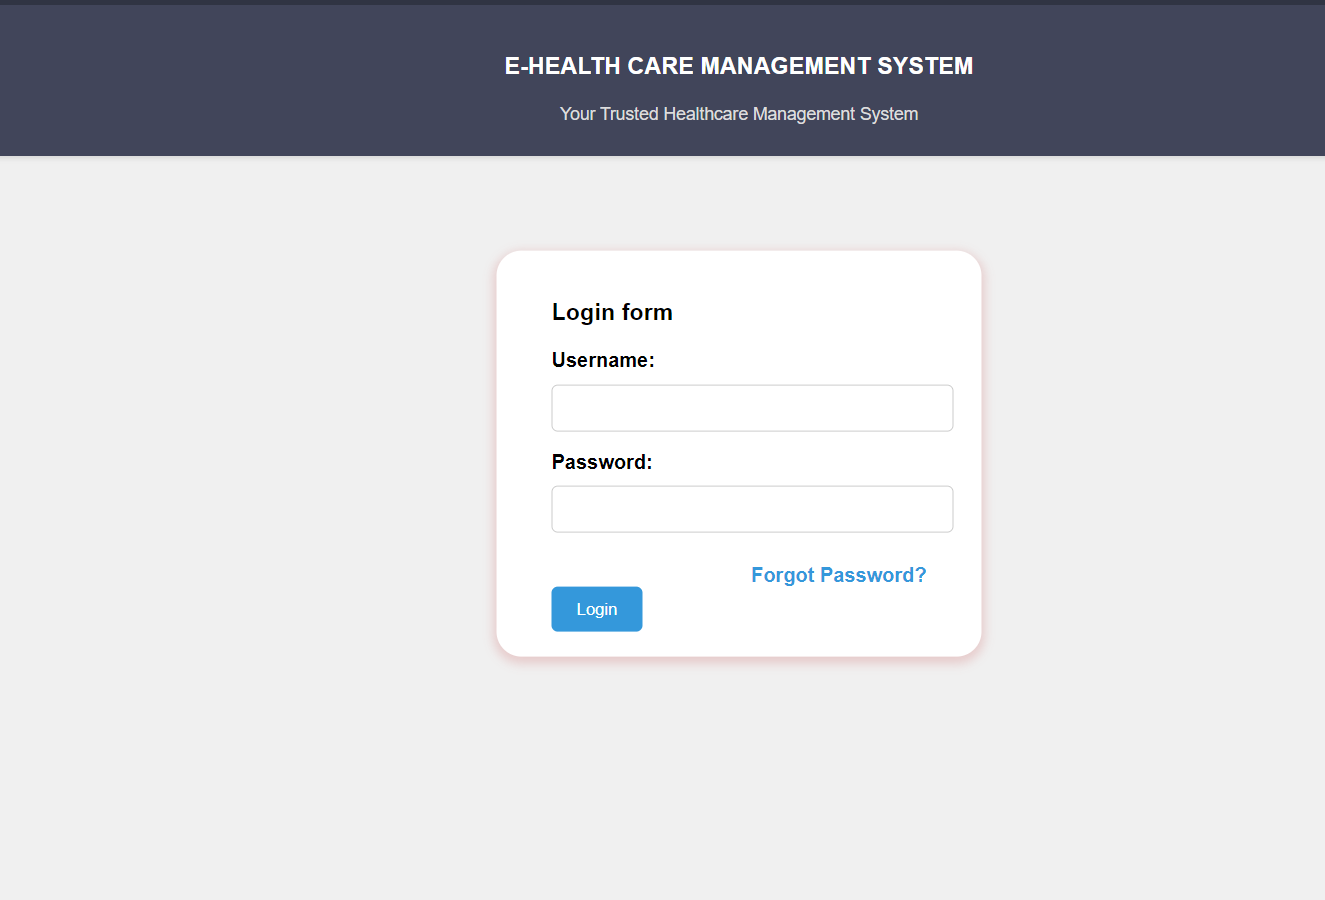 E-HEALTH CARE MANAGEMENT SYSTEM
Your Trusted Healthcare Management System
Login form
Username:
Password:
Forgot Password?
Login